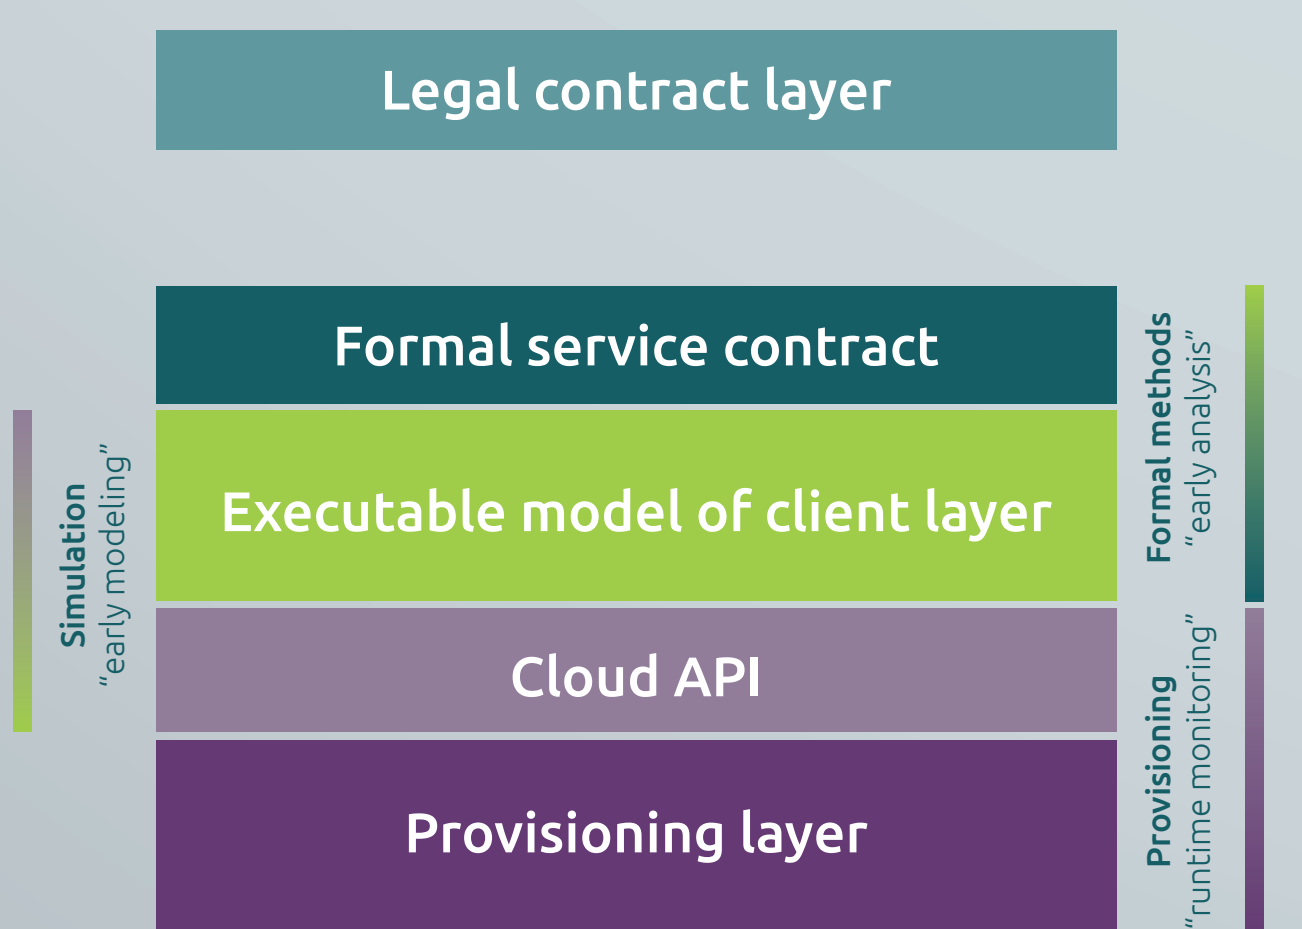 Legal contract layer
Formal service contract
Executable model of client layer
Cloud API
Provisioning layer
Simulation
“early modeling”
Formal methods
“early analysis”
Provisioning
“runtime monitoring”